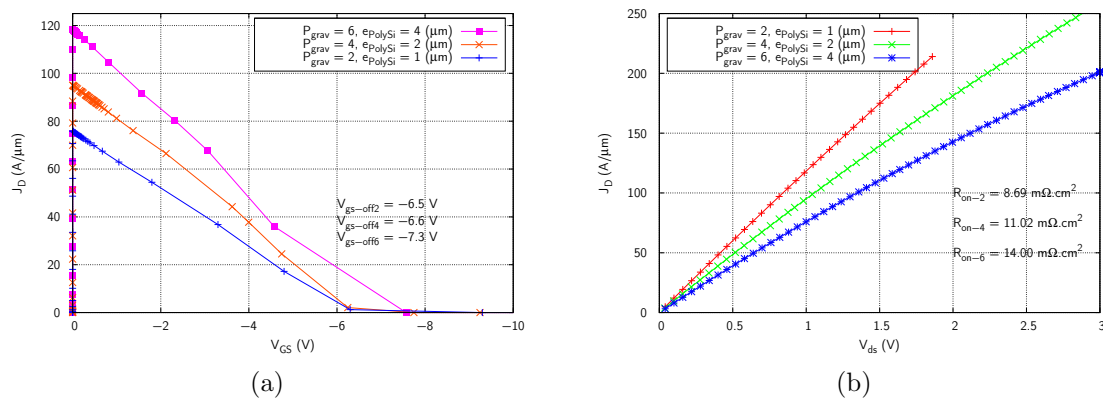 120
100
80
60
40
20
0
J_D (A/µm)
P_grav = 6, e_PolySi = 4 (µm)
P_grav = 4, e_PolySi = 2 (µm)
P_grav = 2, e_PolySi = 1 (µm)
V_gs−off2 = −6.5 V
V_gs−off4 = −6.6 V
V_gs−off6 = −7.3 V
0 −2 −4 −6 −8 −10
V_GS (V)
(a)
250
200
150
100
50
0
J_D (A/µm)
P_grav = 2, e_PolySi = 1 (µm)
P_grav = 4, e_PolySi = 2 (µm)
P_grav = 6, e_PolySi = 4 (µm)
R_on−2 = 8.69 mΩ.cm²
R_on−4 = 11.02 mΩ.cm²
R_on−6 = 14.00 mΩ.cm²
0 0.5 1 1.5 2 2.5 3
V_ds (V)
(b)